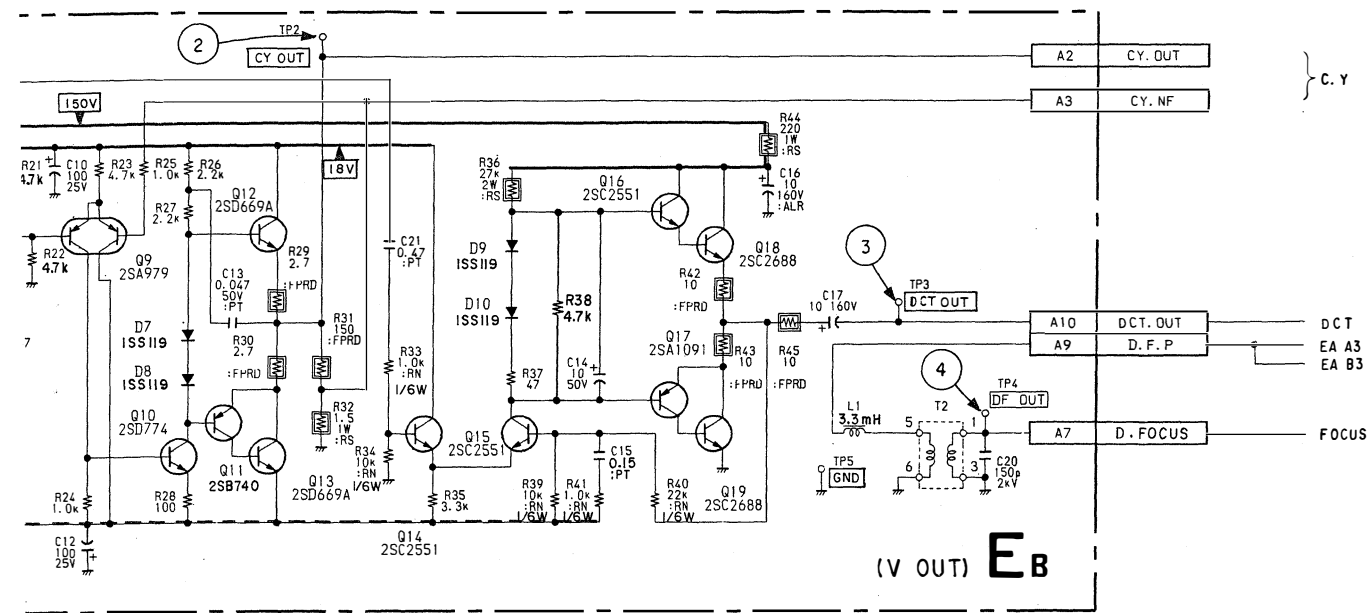 2
TP2
CY OUT
A2
CY. OUT
C. Y
A3
CY. NF
150V
R44
220
1W
:RS
R21
4.7k
C10
100
25V
R23
4.7k
R25
1.0k
R26
2.2k
18V
R36
27k
2W
:RS
C16
10
160V
:ALR
Q12
2SD669A
Q16
2SC2551
R27
2.2k
R22
4.7k
Q9
2SA979
R29
2.7
:FPRD
C21
0.47
:PT
D9
1SS119
Q18
2SC2688
3
C13
0.047
50V
:PT
R42
10
:FPRD
TP3
DCT OUT
D10
1SS119
R38
4.7k
C17
10 160V
R31
150
:FPRD
A10
DCT. OUT
DCT
7
D7
1SS119
R30
2.7
:FPRD
Q17
2SA1091
R43
10
:FPRD
R45
10
:FPRD
A9
D. F. P
EA A3
EA B3
D8
1SS119
R33
1.0k
:RN
1/6W
R37
47
C14
10
50V
4
TP4
DF OUT
Q10
2SD774
R32
1.5
1W
:RS
L1
3.3mH
T2
5
1
A7
D. FOCUS
FOCUS
R34
10k
:RN
1/6W
Q15
2SC2551
C15
0.15
:PT
TP5
GND
6
3
C20
150p
2kV
Q11
2SB740
Q13
2SD669A
R24
1.0k
R28
100
R35
3.3k
R39
10k
:RN
1/6W
R41
1.0k
:RN
1/6W
R40
22k
:RN
1/6W
Q19
2SC2688
C12
100
25V
Q14
2SC2551
(V OUT) EB